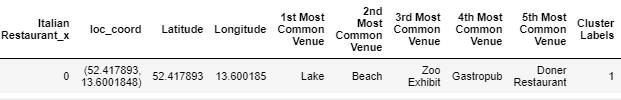 Italian Restaurant_x loc_coord Latitude Longitude 1st Most Common Venue 2nd Most Common Venue 3rd Most Common Venue 4th Most Common Venue 5th Most Common Venue Cluster Labels
0 (52.417893, 13.6001848) 52.417893 13.600185 Lake Beach Zoo Exhibit Gastropub Doner Restaurant 1